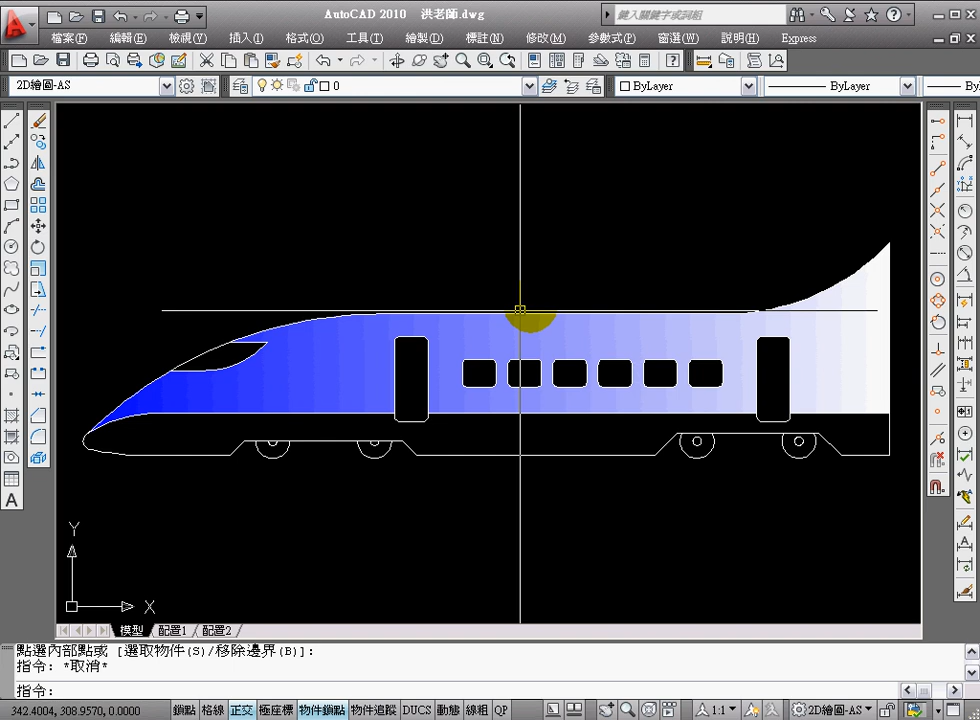 AutoCAD 2010 洪老師.dwg
鍵入關鍵字或詞組
檔案(F) 編輯(E) 檢視(V) 插入(I) 格式(O) 工具(T) 繪製(D) 標註(N) 修改(M) 參數式(P) 視窗(W) 說明(H) Express
2D繪圖-AS
0
ByLayer
ByLayer
By
A
Y
X
模型 配置1 配置2
點選內部點或 [選取物件(S)/移除邊界(B)]:
指令: *取消*
指令:
342.4004, 308.9570, 0.0000 鎖點 格線 正交 極座標 物件鎖點 物件追蹤 DUCS 動態 線粗 QP 1:1 2D繪圖-AS